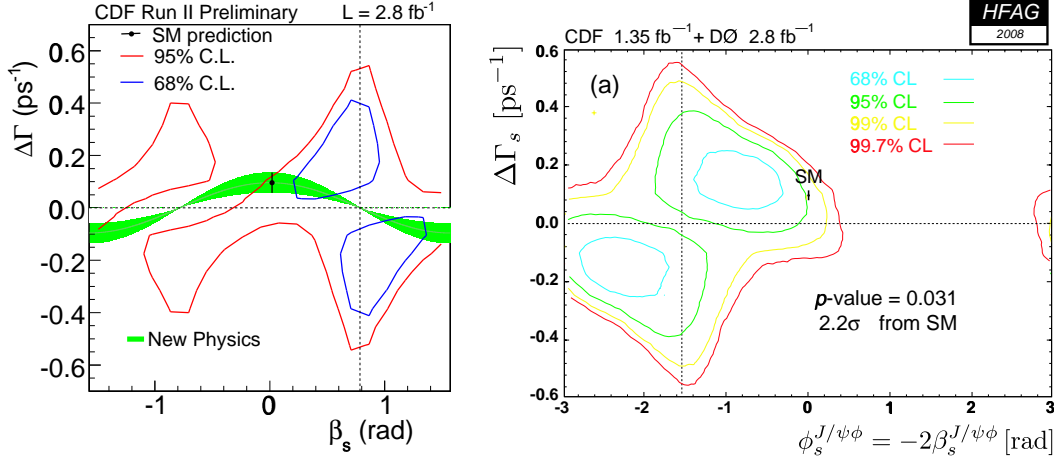 CDF Run II Preliminary L = 2.8 fb⁻¹
SM prediction
95% C.L.
68% C.L.
New Physics
ΔΓ (ps⁻¹)
0.6
0.4
0.2
0.0
-0.2
-0.4
-0.6
-1 0 1
βₛ (rad)
HFAG
2008
CDF 1.35 fb⁻¹ + DØ 2.8 fb⁻¹
(a)
68% CL
95% CL
99% CL
99.7% CL
SM
p-value = 0.031
2.2σ from SM
ΔΓₛ [ps⁻¹]
0.6
0.4
0.2
0.0
-0.2
-0.4
-0.6
-3 -2 -1 0 1 2 3
ϕₛ^{J/ψϕ} = −2βₛ^{J/ψϕ} [rad]